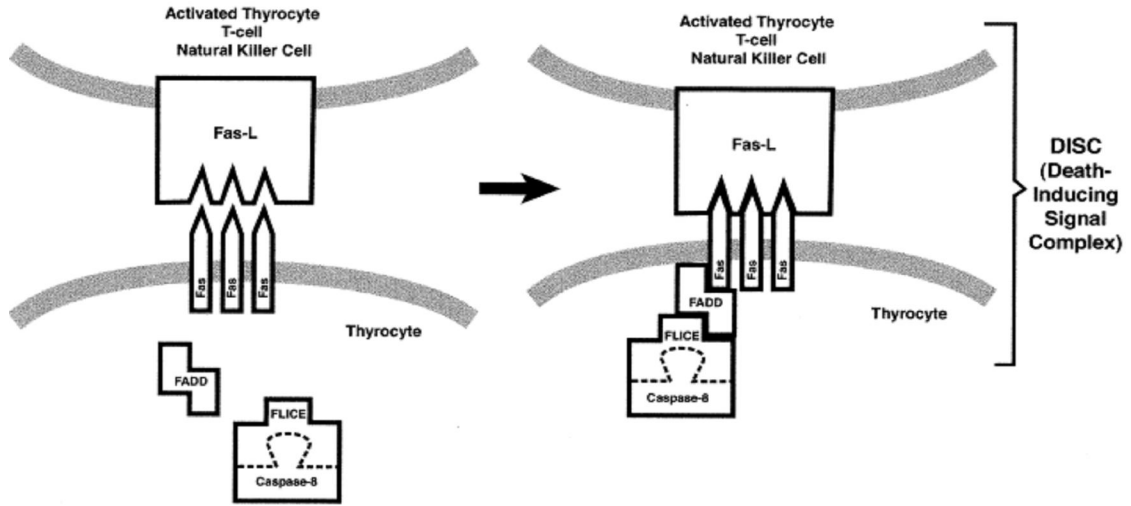 Activated Thyrocyte
T-cell
Natural Killer Cell
Fas-L
Fas
Fas
Fas
Thyrocyte
FADD
FLICE
Caspase-8
Activated Thyrocyte
T-cell
Natural Killer Cell
Fas-L
Fas
Fas
Fas
FADD
Thyrocyte
FLICE
Caspase-8
DISC
(Death-
Inducing
Signal
Complex)